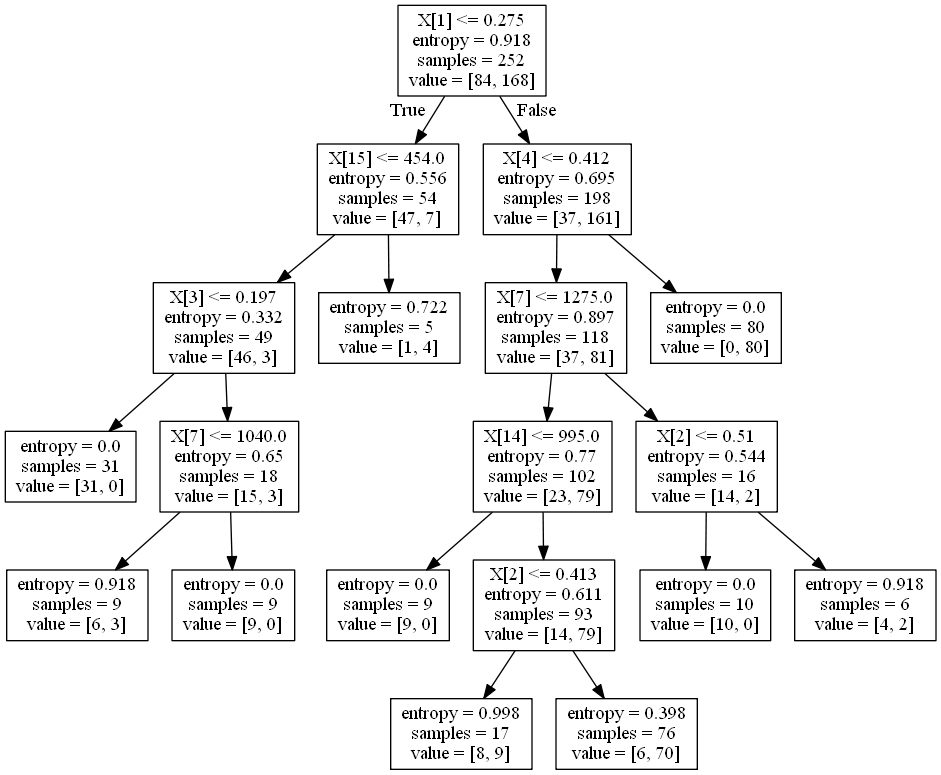 X[1] <= 0.275
entropy = 0.918
samples = 252
value = [84, 168]
True
False
X[15] <= 454.0
entropy = 0.556
samples = 54
value = [47, 7]
X[4] <= 0.412
entropy = 0.695
samples = 198
value = [37, 161]
X[3] <= 0.197
entropy = 0.332
samples = 49
value = [46, 3]
entropy = 0.722
samples = 5
value = [1, 4]
X[7] <= 1275.0
entropy = 0.897
samples = 118
value = [37, 81]
entropy = 0.0
samples = 80
value = [0, 80]
entropy = 0.0
samples = 31
value = [31, 0]
X[7] <= 1040.0
entropy = 0.65
samples = 18
value = [15, 3]
X[14] <= 995.0
entropy = 0.77
samples = 102
value = [23, 79]
X[2] <= 0.51
entropy = 0.544
samples = 16
value = [14, 2]
entropy = 0.918
samples = 9
value = [6, 3]
entropy = 0.0
samples = 9
value = [9, 0]
entropy = 0.0
samples = 9
value = [9, 0]
X[2] <= 0.413
entropy = 0.611
samples = 93
value = [14, 79]
entropy = 0.0
samples = 10
value = [10, 0]
entropy = 0.918
samples = 6
value = [4, 2]
entropy = 0.998
samples = 17
value = [8, 9]
entropy = 0.398
samples = 76
value = [6, 70]